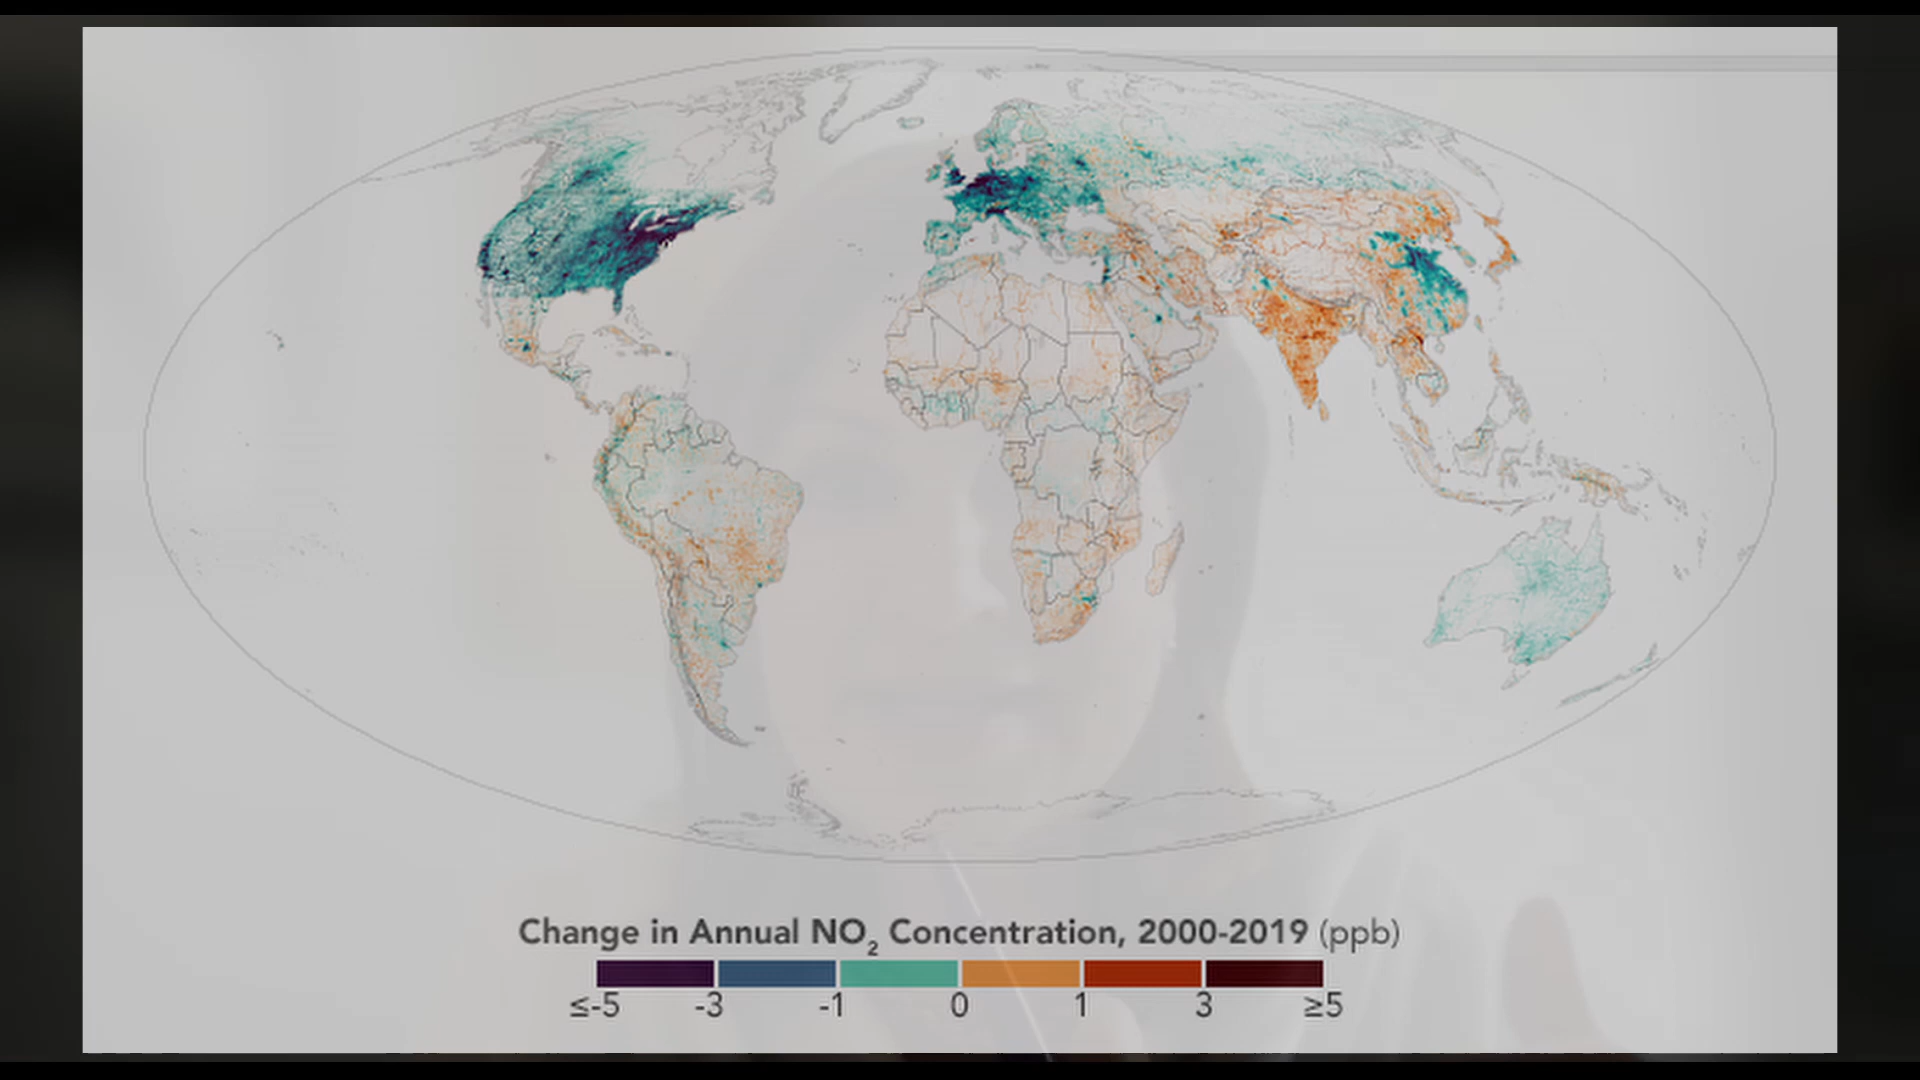 Change in Annual NO₂ Concentration, 2000-2019 (ppb)
≤-5 -3 -1 0 1 3 ≥5